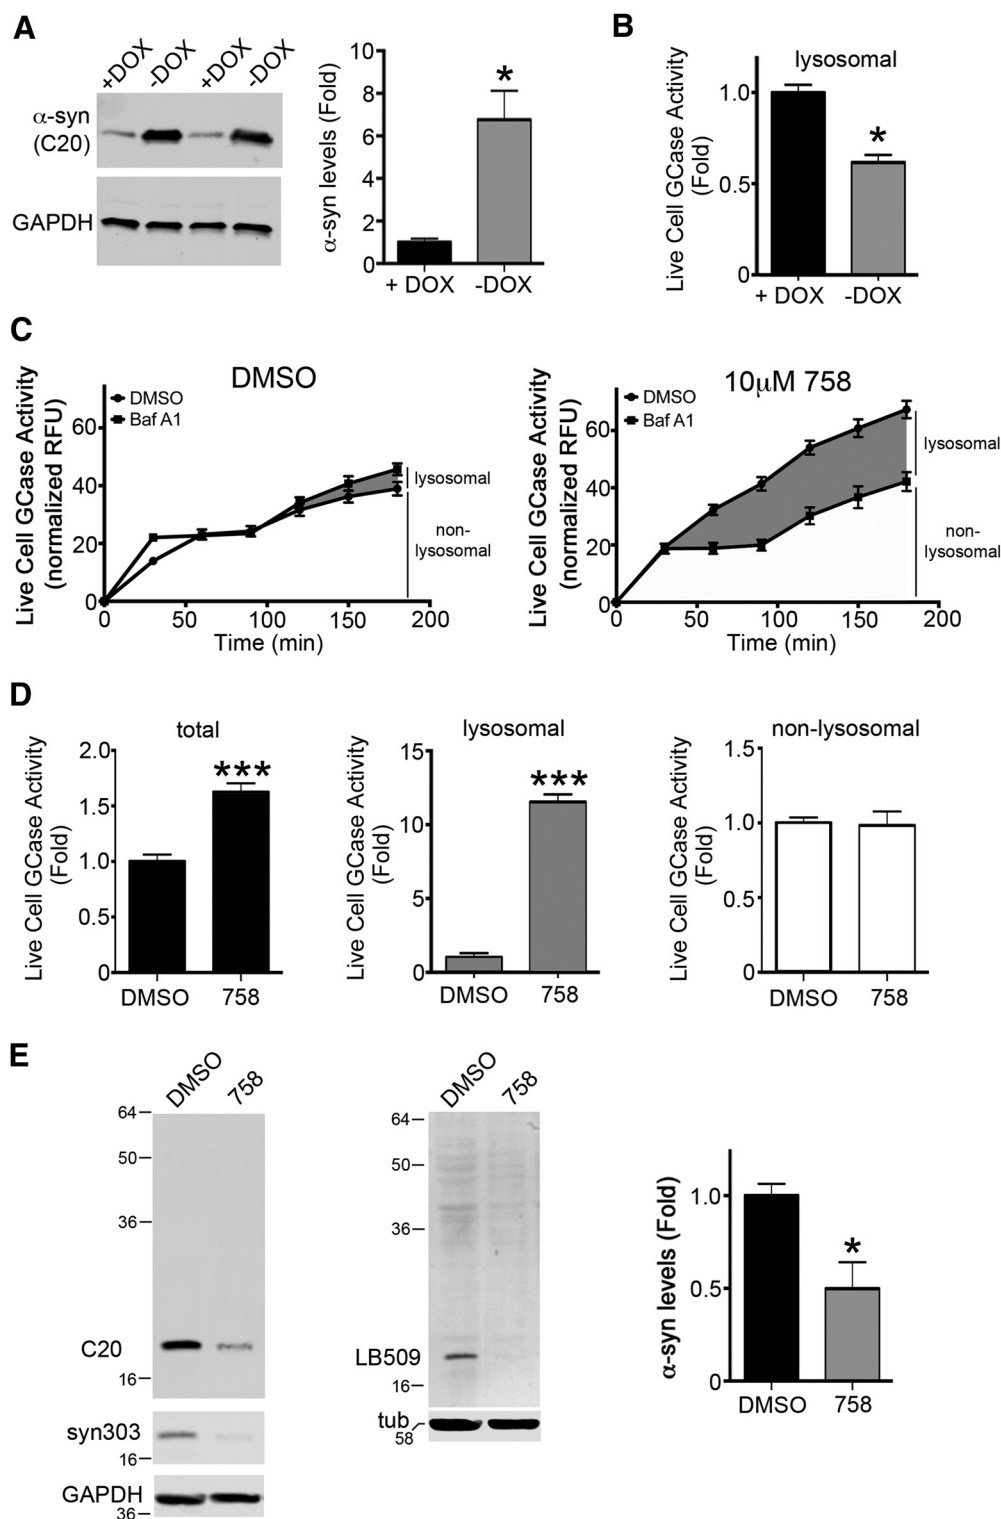 A
+DOX -DOX +DOX -DOX
α-syn
(C20)
GAPDH
α-syn levels (Fold)
10
8
6
4
2
0
*
+ DOX -DOX
B
lysosomal
Live Cell GCase Activity
(Fold)
1.0
0.5
0
*
+ DOX -DOX
C
DMSO
Live Cell GCase Activity
(normalized RFU)
DMSO
Baf A1
60
40
20
0
lysosomal
non-
lysosomal
0 50 100 150 200
Time (min)
10μM 758
Live Cell GCase Activity
(normalized RFU)
DMSO
Baf A1
60
40
20
0
lysosomal
non-
lysosomal
0 50 100 150 200
Time (min)
D
total
Live Cell GCase Activity
(Fold)
2.0
1.5
1.0
0.5
0
***
DMSO 758
lysosomal
Live Cell GCase Activity
(Fold)
15
10
5
0
***
DMSO 758
non-lysosomal
Live Cell GCase Activity
(Fold)
1.5
1.0
0.5
0
DMSO 758
E
DMSO 758
64
50
36
C20
16
syn303
16
GAPDH
36
DMSO 758
64
50
36
LB509
16
tub
58
α-syn levels (Fold)
1.0
0.5
0
*
DMSO 758